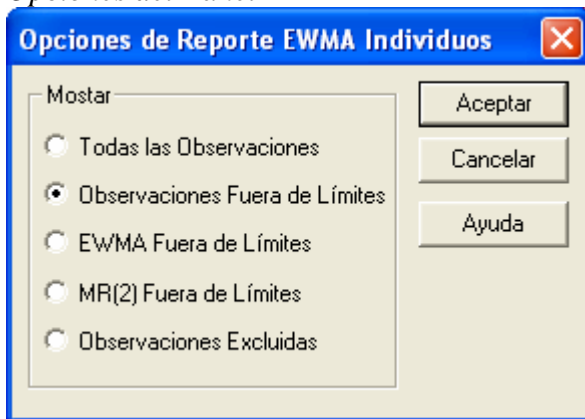 Opciones de Reporte EWMA Individuos
Mostar
Todas las Observaciones
Observaciones Fuera de Límites
EWMA Fuera de Límites
MR(2) Fuera de Límites
Observaciones Excluidas
Aceptar
Cancelar
Ayuda